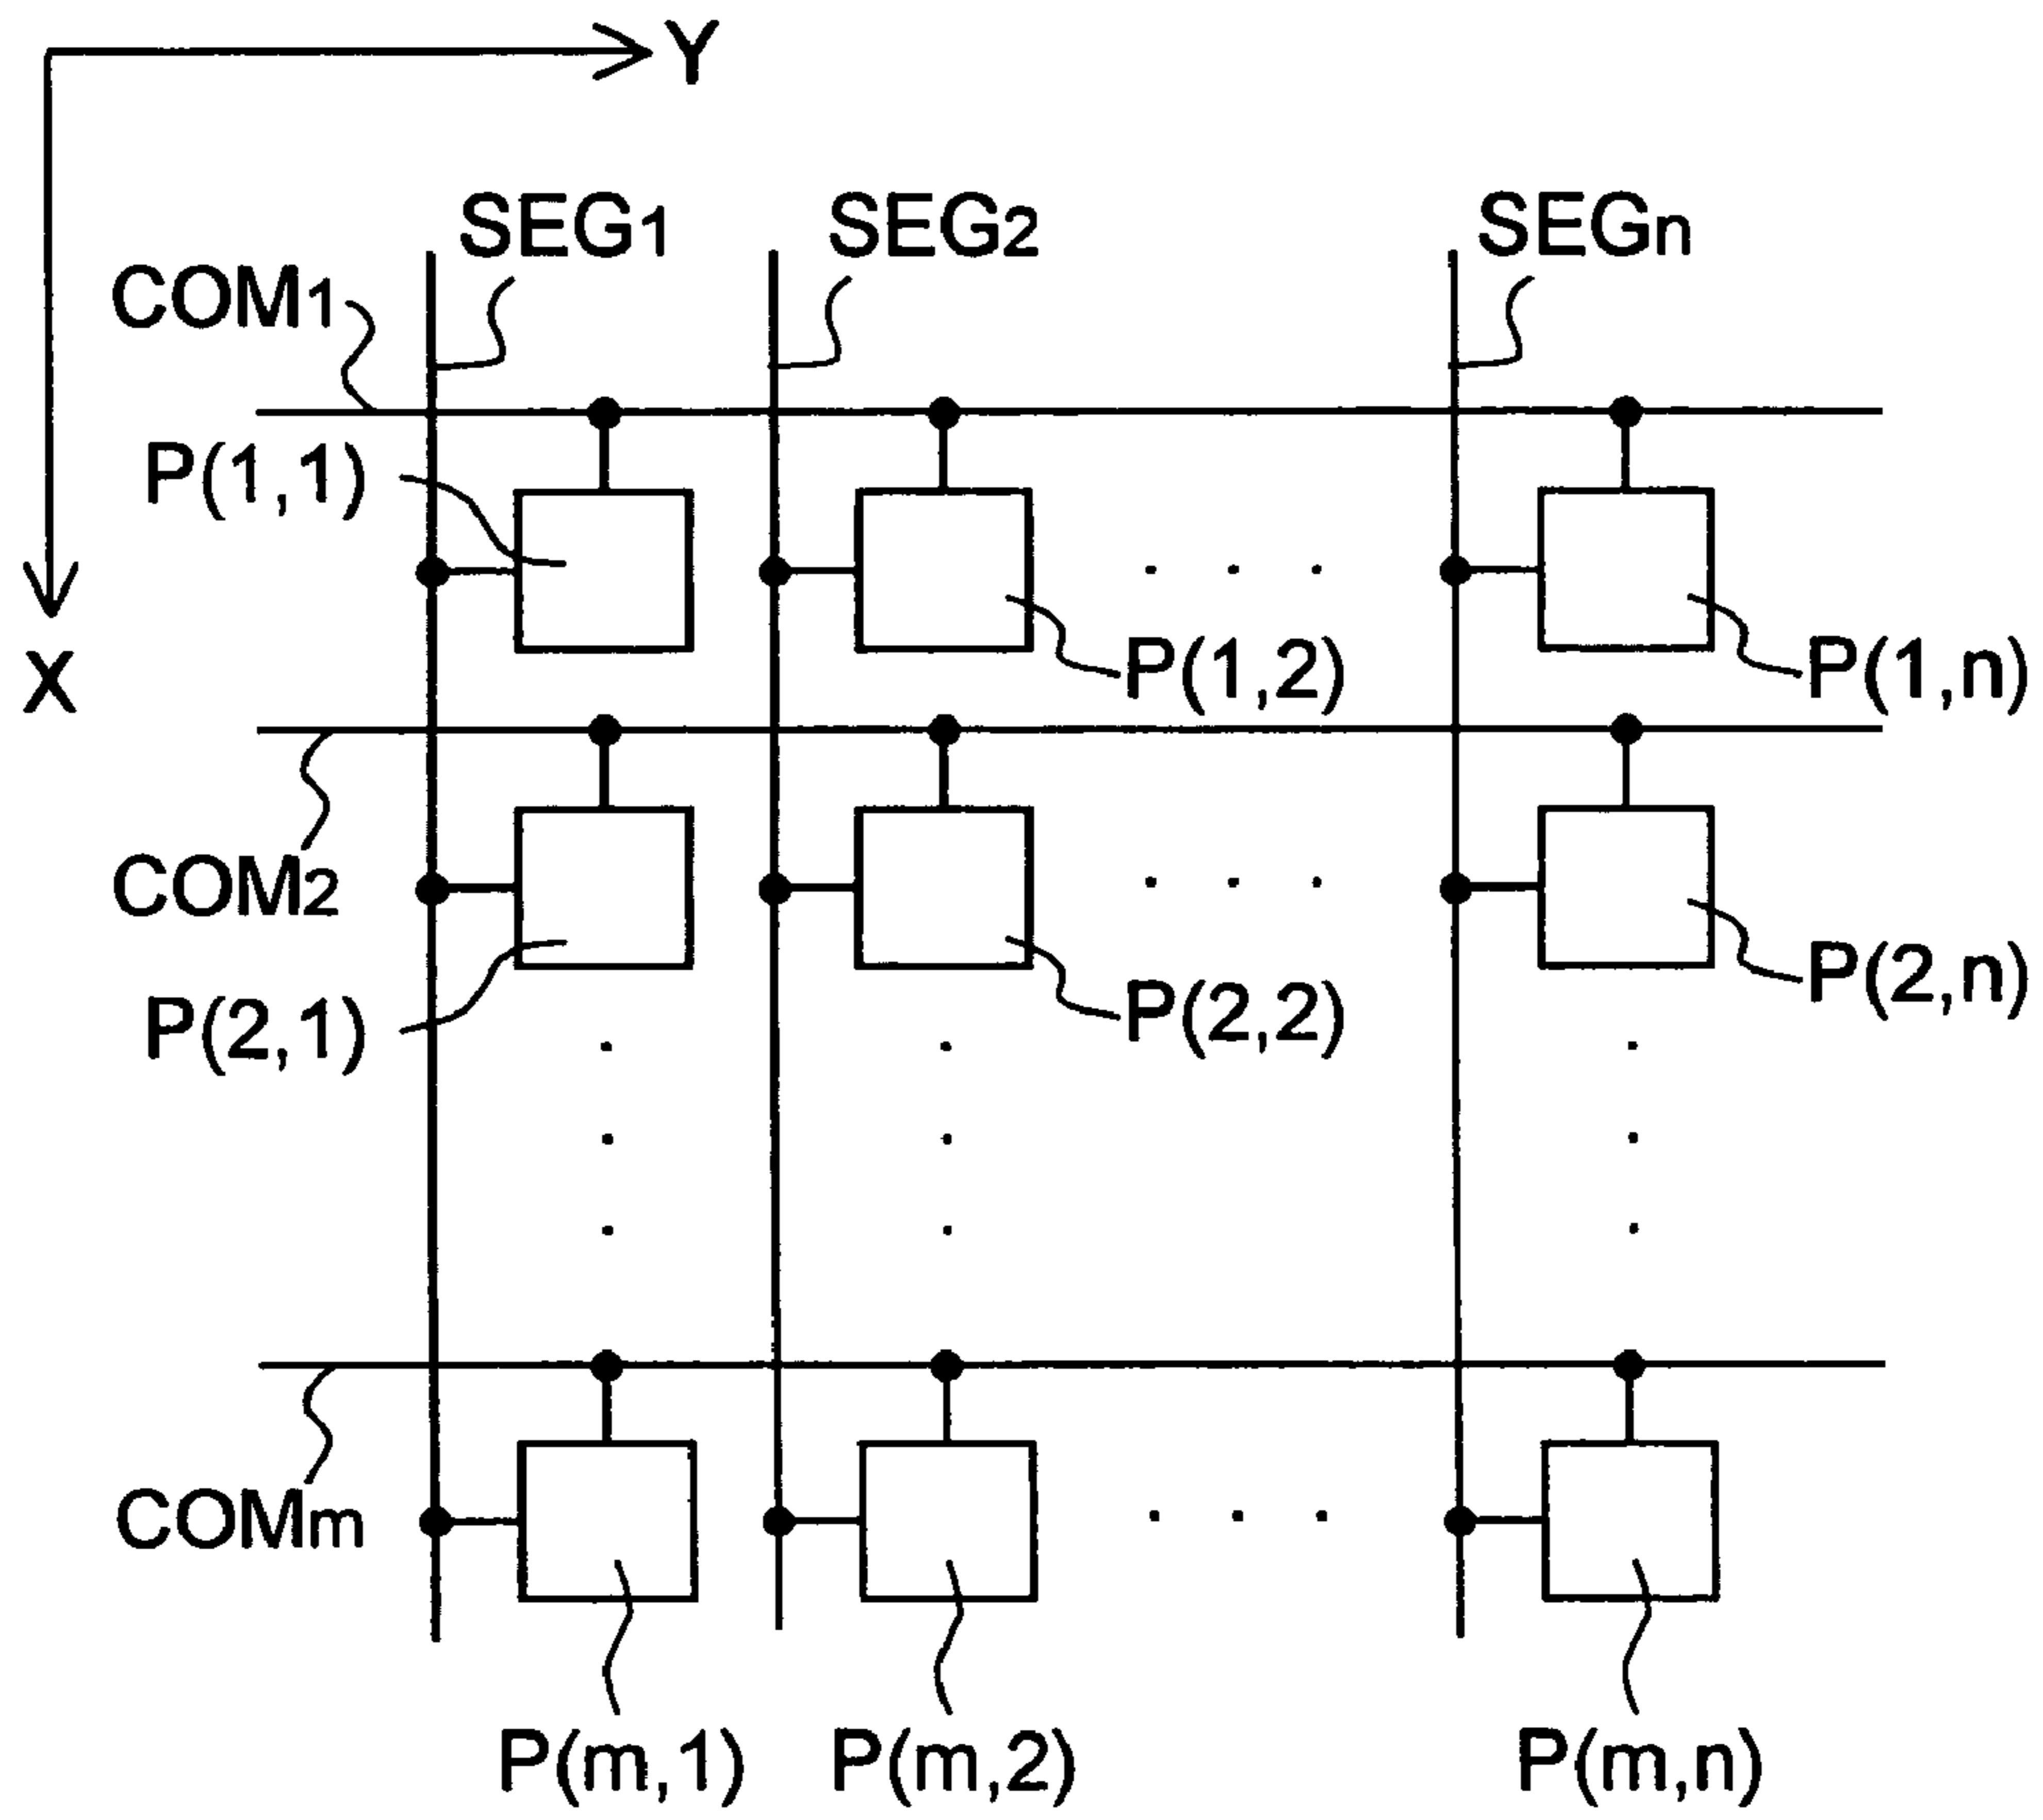 Y
SEG1 SEG2 SEGn
COM1
P(1,1)
X
P(1,2) P(1,n)
COM2
P(2,1) P(2,2) P(2,n)
COMm
P(m,1) P(m,2) P(m,n)